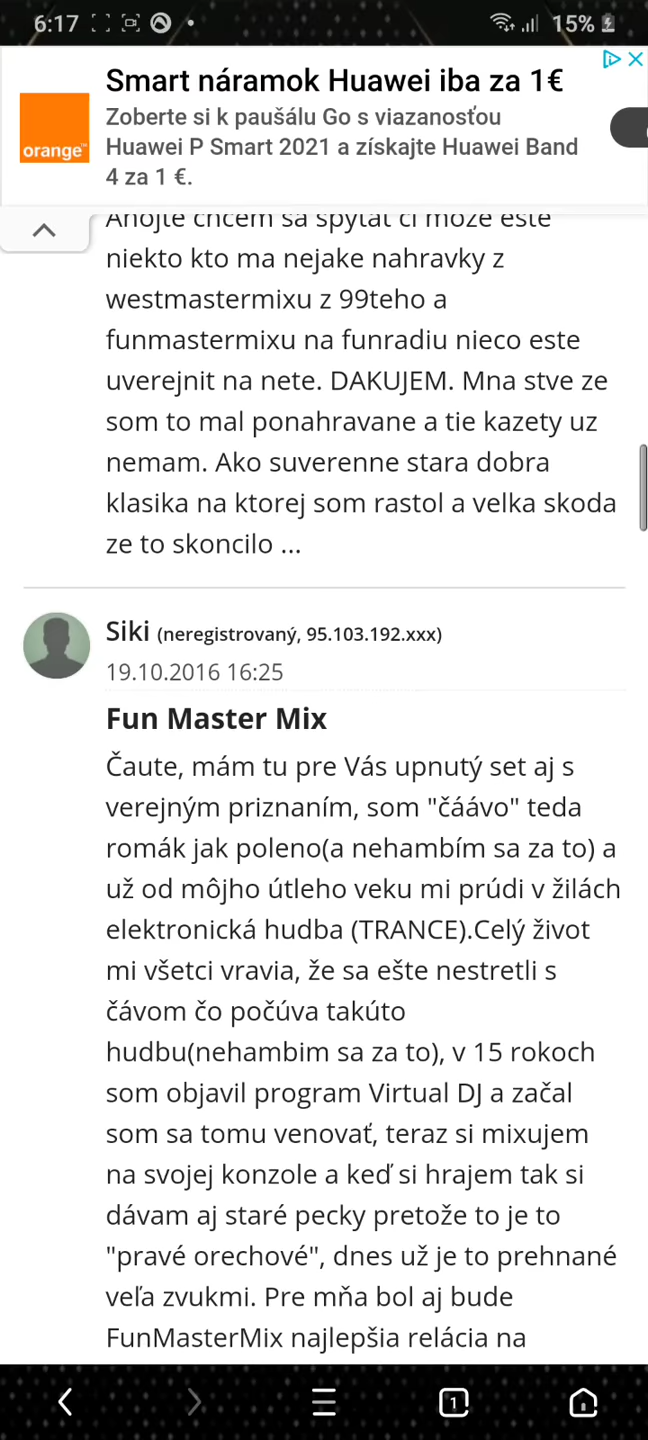 6:17
15%
Smart náramok Huawei iba za 1€
Zoberte si k paušálu Go s viazanosťou
Huawei P Smart 2021 a získajte Huawei Band
4 za 1 €.
orange™
Ahojte chcem sa spytat ci moze este
niekto kto ma nejake nahravky z
westmastermixu z 99teho a
funmastermixu na funradiu nieco este
uverejnit na nete. DAKUJEM. Mna stve ze
som to mal ponahravane a tie kazety uz
nemam. Ako suverenne stara dobra
klasika na ktorej som rastol a velka skoda
ze to skoncilo ...
Siki (neregistrovaný, 95.103.192.xxx)
19.10.2016 16:25
Fun Master Mix
Čaute, mám tu pre Vás upnutý set aj s
verejným priznaním, som "čáávo" teda
romák jak poleno(a nehambím sa za to) a
už od môjho útleho veku mi prúdi v žilách
elektronická hudba (TRANCE).Celý život
mi všetci vravia, že sa ešte nestretli s
čávom čo počúva takúto
hudbu(nehambim sa za to), v 15 rokoch
som objavil program Virtual DJ a začal
som sa tomu venovať, teraz si mixujem
na svojej konzole a keď si hrajem tak si
dávam aj staré pecky pretože to je to
"pravé orechové", dnes už je to prehnané
veľa zvukmi. Pre mňa bol aj bude
FunMasterMix najlepšia relácia na
1